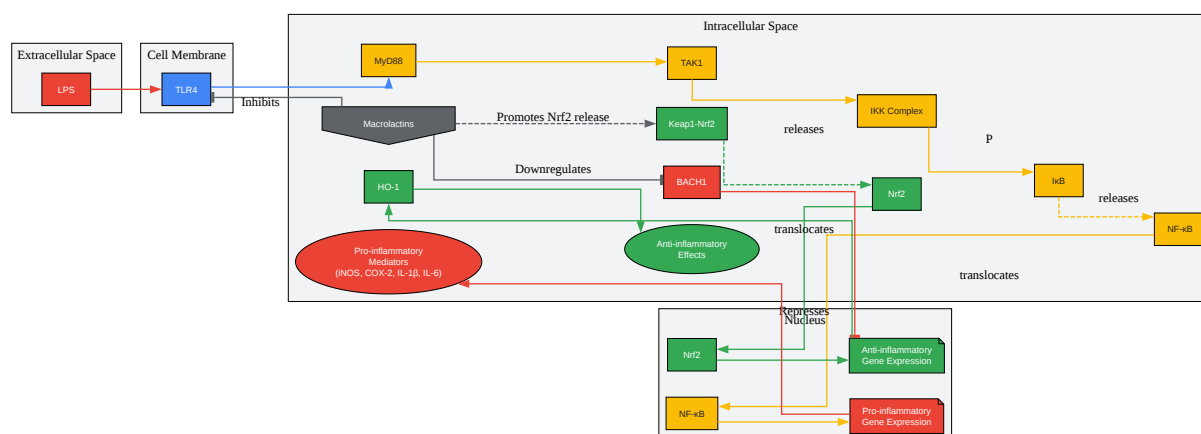 Intracellular Space
Extracellular Space
Cell Membrane
LPS
TLR4
MyD88
TAK1
IKK Complex
Inhibits
Macrolactins
Promotes Nrf2 release
Keap1-Nrf2
releases
P
Downregulates
HO-1
BACH1
Nrf2
IκB
releases
NF-κB
translocates
Pro-inflammatory
Mediators
(iNOS, COX-2, IL-1β, IL-6)
Anti-inflammatory
Effects
translocates
Represses
Nucleus
Nrf2
Anti-inflammatory
Gene Expression
NF-κB
Pro-inflammatory
Gene Expression